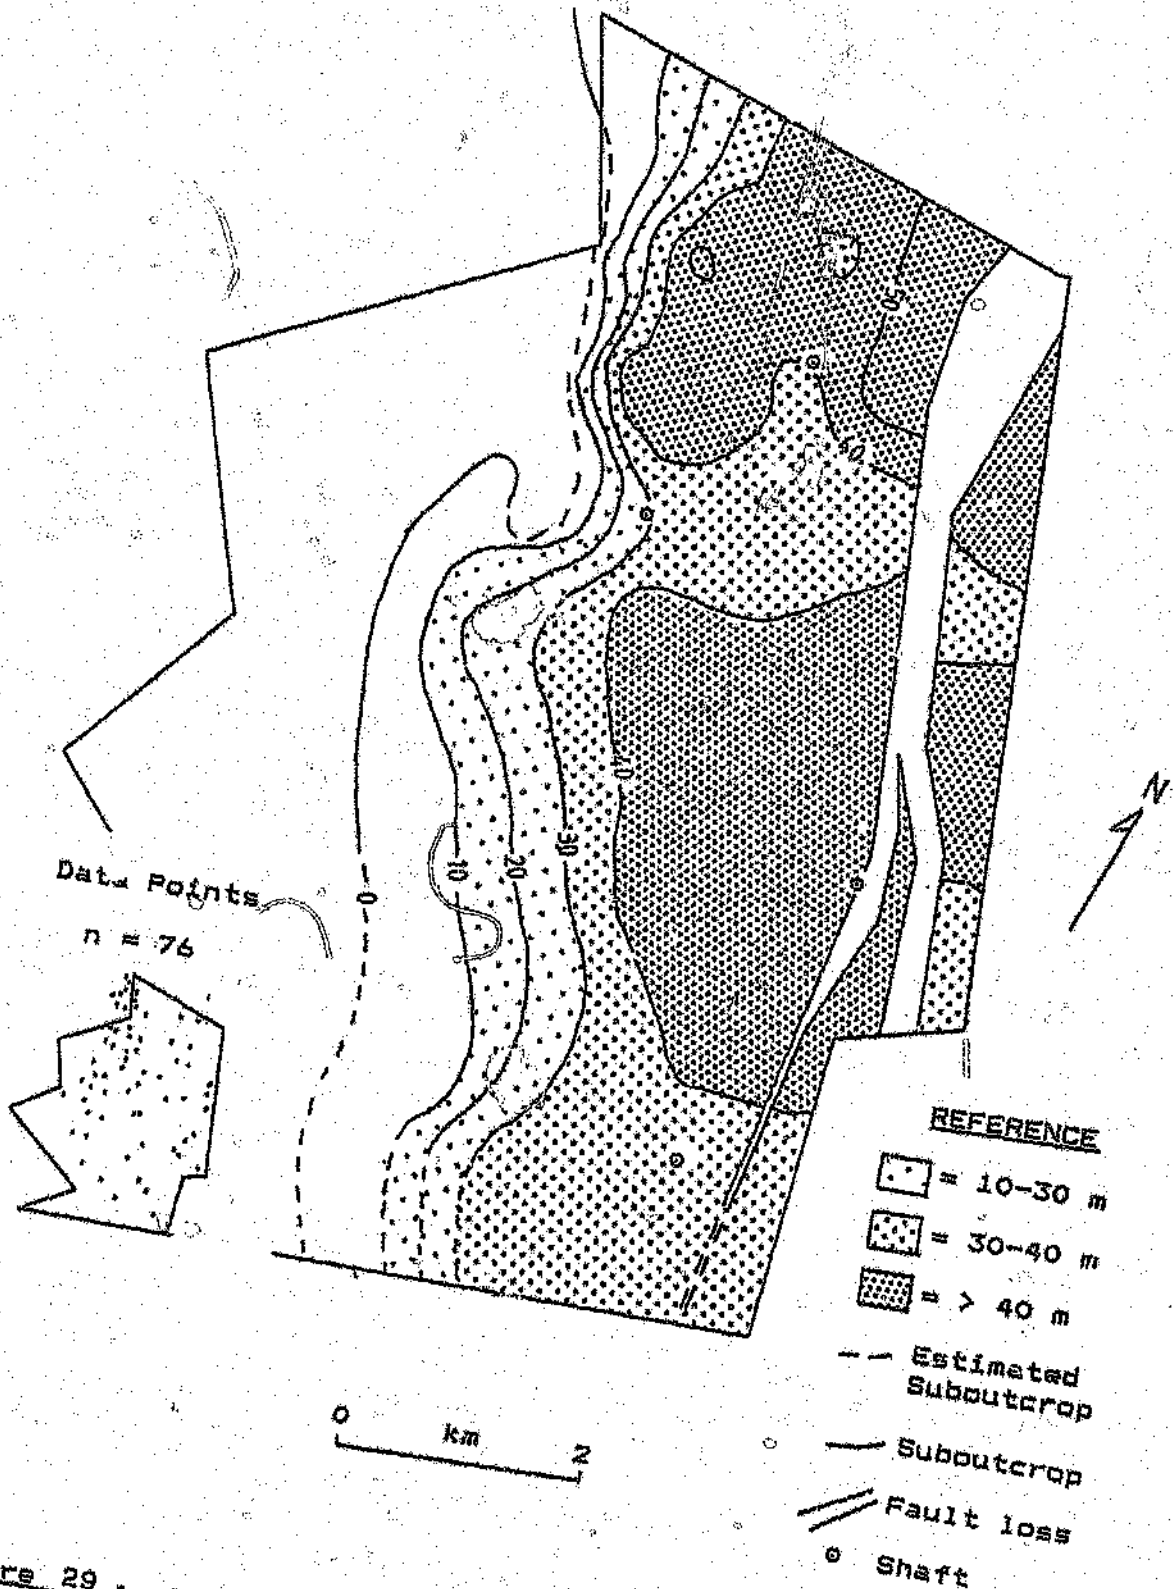 50
40
40
30
20
10
0
N
Data Points
n = 76
REFERENCE
= 10-30 m
= 30-40 m
= > 40 m
Estimated
Suboutcrop
Suboutcrop
Fault loss
Shaft
0 km 2
re 29.